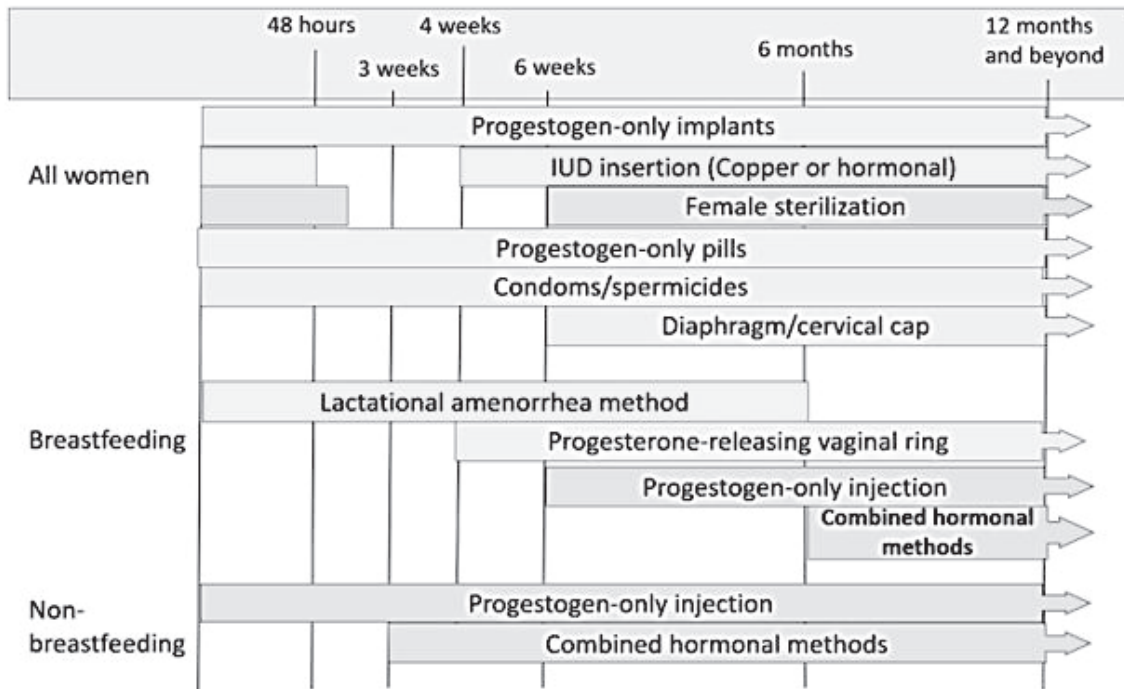 48 hours
4 weeks
12 months
and beyond
3 weeks
6 weeks
6 months
All women
Progestogen-only implants
IUD insertion (Copper or hormonal)
Female sterilization
Progestogen-only pills
Condoms/spermicides
Diaphragm/cervical cap
Breastfeeding
Lactational amenorrhea method
Progesterone-releasing vaginal ring
Progestogen-only injection
Combined hormonal
methods
Non-
breastfeeding
Progestogen-only injection
Combined hormonal methods